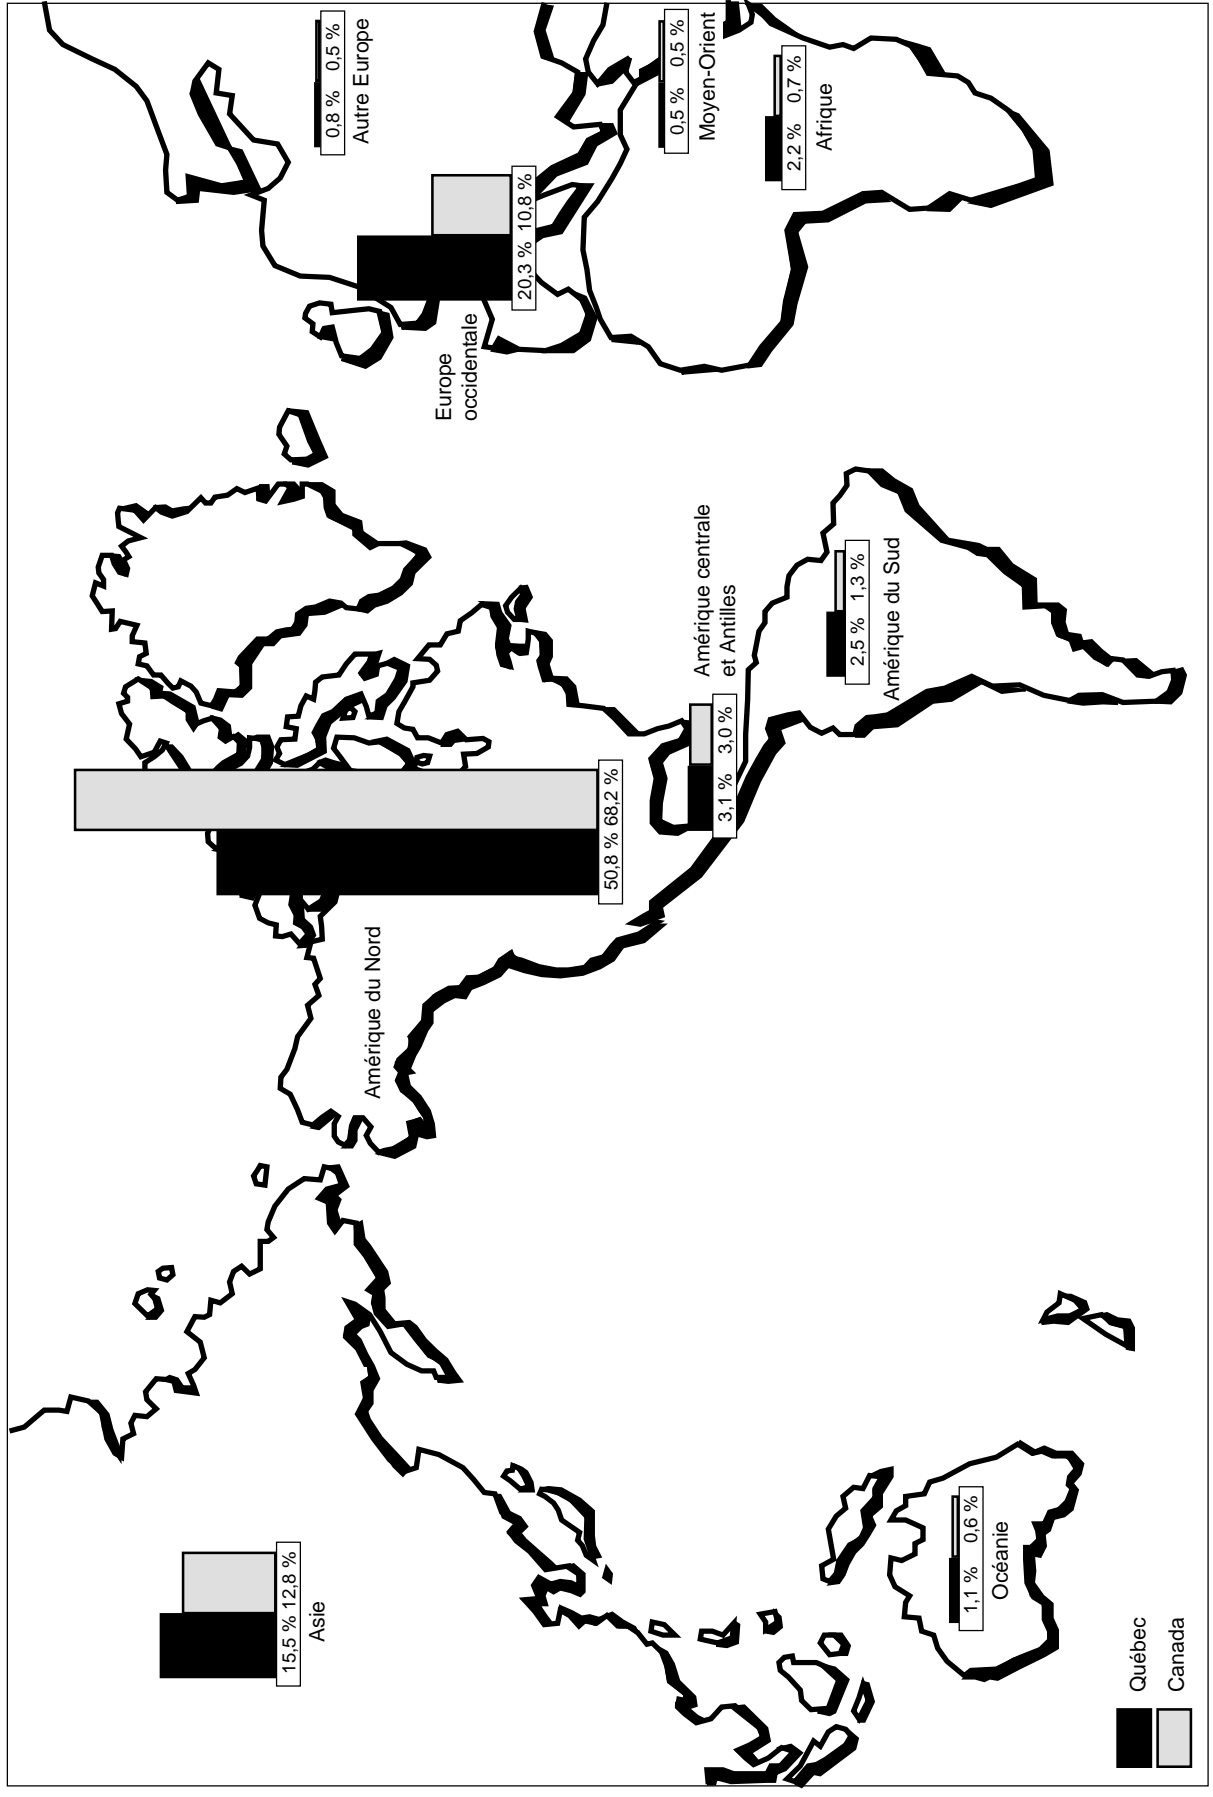 Asie
15,5 % 12,8 %
Amérique du Nord
50,8 % 68,2 %
Europe
occidentale
20,3 % 10,8 %
0,8 % 0,5 %
Autre Europe
0,5 % 0,5 %
Moyen-Orient
2,2 % 0,7 %
Afrique
Amérique centrale
et Antilles
3,1 % 3,0 %
2,5 % 1,3 %
Amérique du Sud
1,1 % 0,6 %
Océanie
Québec
Canada